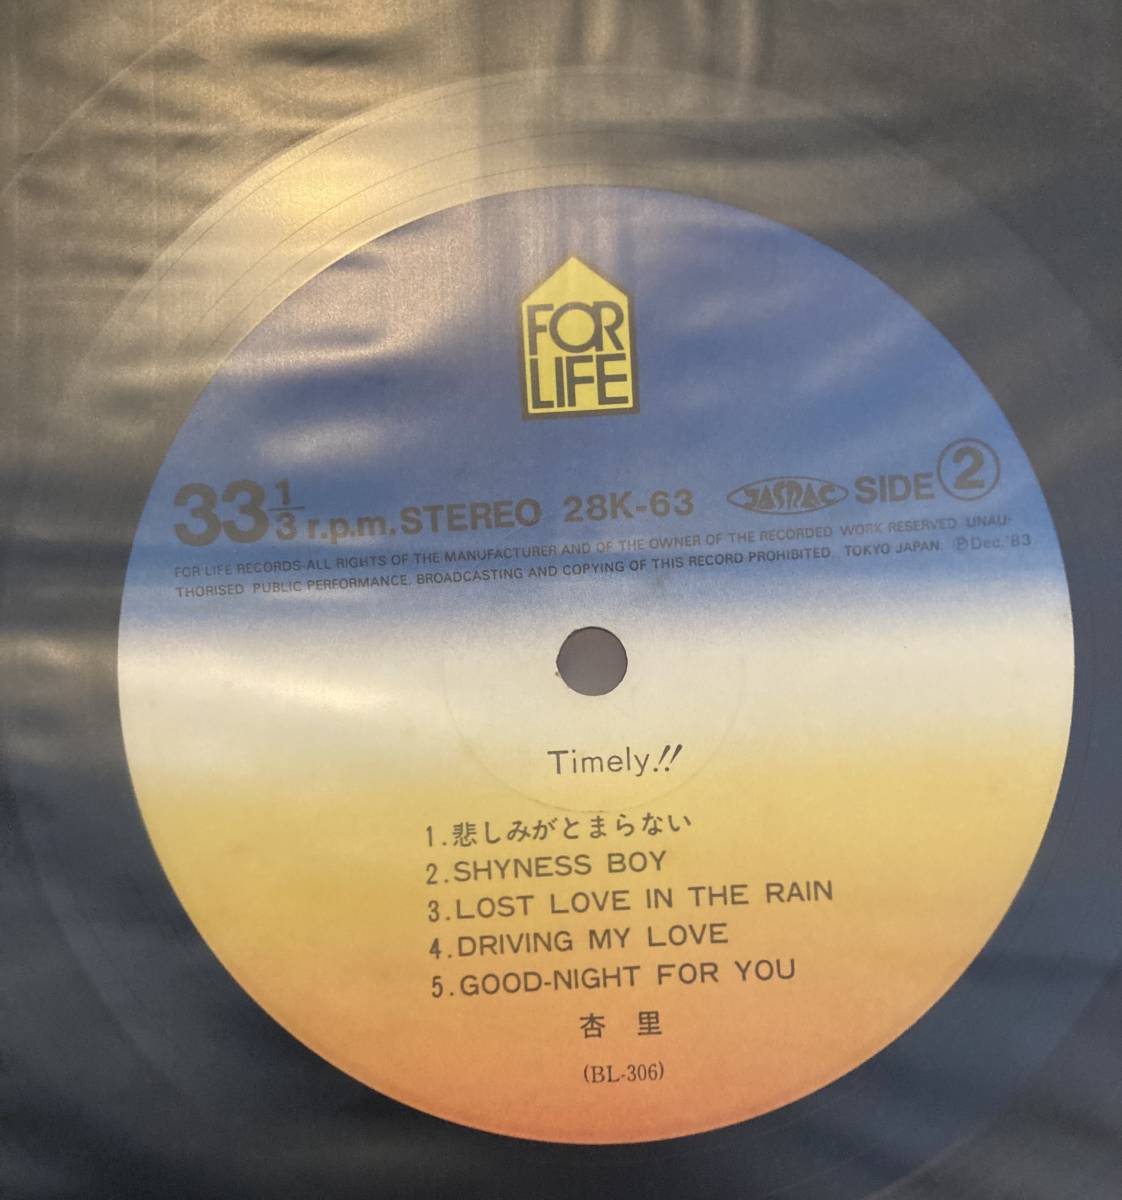 FOR
LIFE
33 1/3 r.p.m. STEREO 28K-63 JASRAC SIDE 2
FOR LIFE RECORDS-ALL RIGHTS OF THE MANUFACTURER AND OF THE OWNER OF THE RECORDED WORK RESERVED UNAU-
THORISED PUBLIC PERFORMANCE, BROADCASTING AND COPYING OF THIS RECORD PROHIBITED. TOKYO JAPAN. ℗Dec.'83
Timely!!
1.悲しみがとまらない
2.SHYNESS BOY
3.LOST LOVE IN THE RAIN
4.DRIVING MY LOVE
5.GOOD-NIGHT FOR YOU
杏 里
(BL-306)